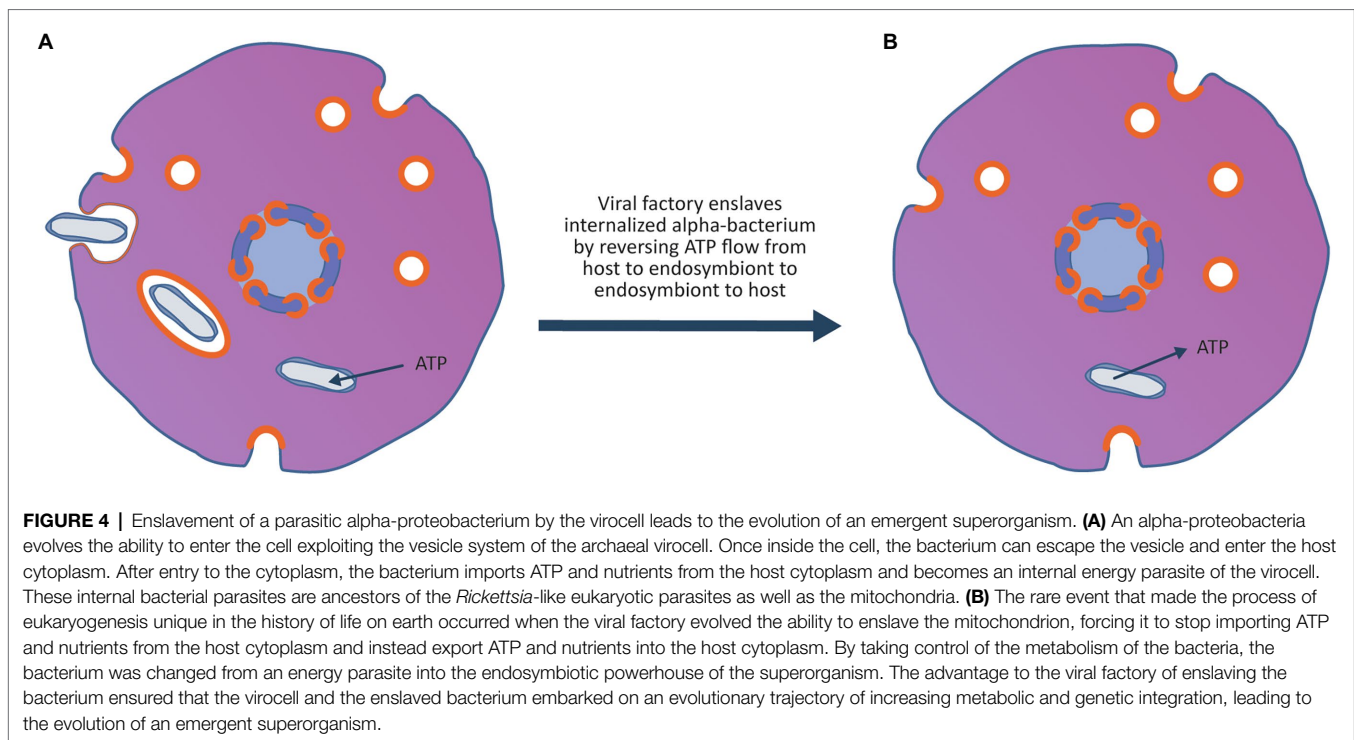 A
B
Viral factory enslaves
internalized alpha-bacterium
by reversing ATP flow from
host to endosymbiont to
endosymbiont to host
ATP
ATP
FIGURE 4 | Enslavement of a parasitic alpha-proteobacterium by the virocell leads to the evolution of an emergent superorganism. (A) An alpha-proteobacteria
evolves the ability to enter the cell exploiting the vesicle system of the archaeal virocell. Once inside the cell, the bacterium can escape the vesicle and enter the host
cytoplasm. After entry to the cytoplasm, the bacterium imports ATP and nutrients from the host cytoplasm and becomes an internal energy parasite of the virocell.
These internal bacterial parasites are ancestors of the Rickettsia-like eukaryotic parasites as well as the mitochondria. (B) The rare event that made the process of
eukaryogenesis unique in the history of life on earth occurred when the viral factory evolved the ability to enslave the mitochondrion, forcing it to stop importing ATP
and nutrients from the host cytoplasm and instead export ATP and nutrients into the host cytoplasm. By taking control of the metabolism of the bacteria, the
bacterium was changed from an energy parasite into the endosymbiotic powerhouse of the superorganism. The advantage to the viral factory of enslaving the
bacterium ensured that the virocell and the enslaved bacterium embarked on an evolutionary trajectory of increasing metabolic and genetic integration, leading to
the evolution of an emergent superorganism.